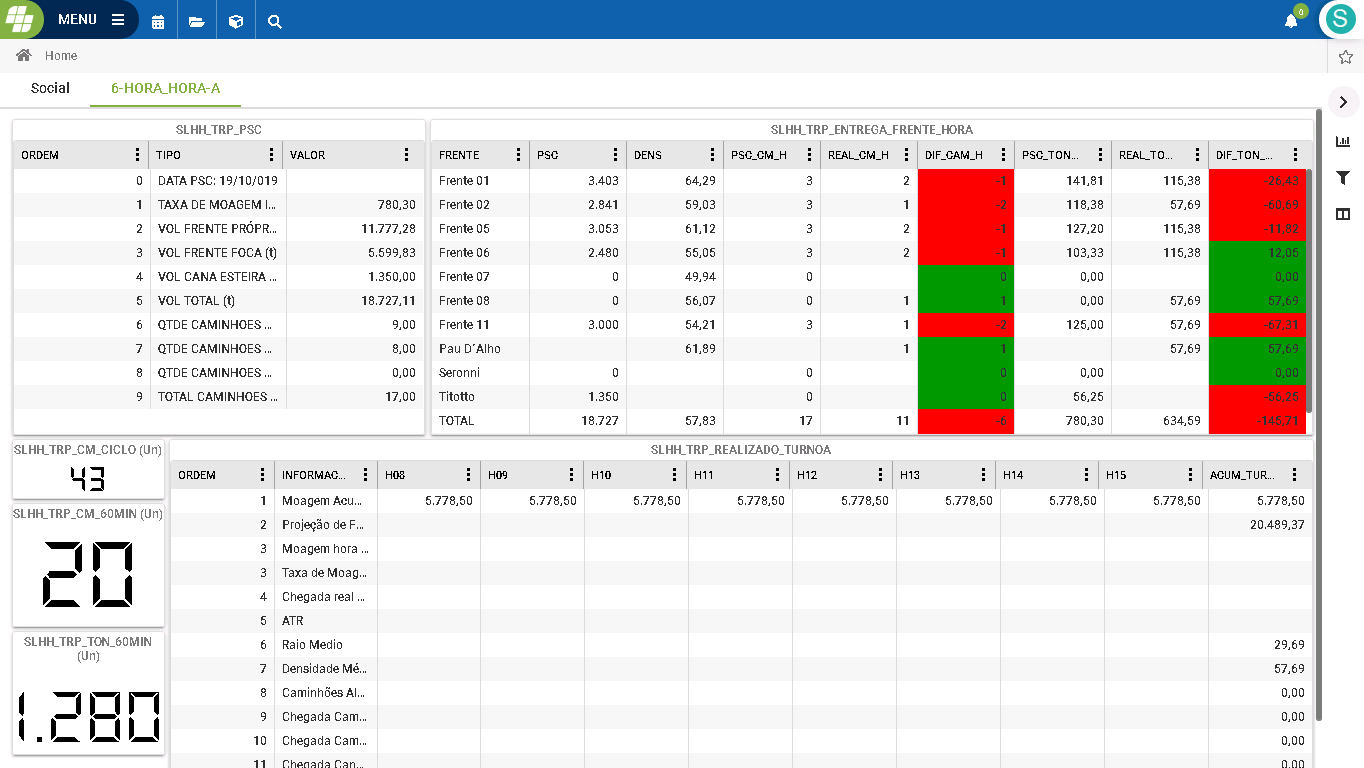 MENU
0
S
Home
Social 6-HORA_HORA-A
SLHH_TRP_PSC
ORDEM TIPO VALOR
0 DATA PSC: 19/10/019
1 TAXA DE MOAGEM I... 780,30
2 VOL FRENTE PRÓPR... 11.777,28
3 VOL FRENTE FOCA (t) 5.599,83
4 VOL CANA ESTEIRA ... 1.350,00
5 VOL TOTAL (t) 18.727,11
6 QTDE CAMINHOES ... 9,00
7 QTDE CAMINHOES ... 8,00
8 QTDE CAMINHOES ... 0,00
9 TOTAL CAMINHOES ... 17,00
SLHH_TRP_ENTREGA_FRENTE_HORA
FRENTE PSC DENS PSC_CM_H REAL_CM_H DIF_CAM_H PSC_TON... REAL_TO... DIF_TON_...
Frente 01 3.403 64,29 3 2 -1 141,81 115,38 -26,43
Frente 02 2.841 59,03 3 1 -2 118,38 57,69 -60,69
Frente 05 3.053 61,12 3 2 -1 127,20 115,38 -11,82
Frente 06 2.480 55,05 3 2 -1 103,33 115,38 12,05
Frente 07 0 49,94 0 0 0,00 0,00
Frente 08 0 56,07 0 1 1 0,00 57,69 57,69
Frente 11 3.000 54,21 3 1 -2 125,00 57,69 -67,31
Pau D´Alho 61,89 1 1 57,69 57,69
Seronni 0 0 0 0,00 0,00
Titotto 1.350 0 0 56,25 -56,25
TOTAL 18.727 57,83 17 11 -6 780,30 634,59 -145,71
SLHH_TRP_CM_CICLO (Un)
43
SLHH_TRP_CM_60MIN (Un)
20
SLHH_TRP_TON_60MIN
(Un)
1.280
SLHH_TRP_REALIZADO_TURNOA
ORDEM INFORMAC... H08 H09 H10 H11 H12 H13 H14 H15 ACUM_TUR...
1 Moagem Acu... 5.778,50 5.778,50 5.778,50 5.778,50 5.778,50 5.778,50 5.778,50 5.778,50 5.778,50
2 Projeção de F... 20.489,37
3 Moagem hora ...
3 Taxa de Moag...
4 Chegada real ...
5 ATR
6 Raio Medio 29,69
7 Densidade Mé... 57,69
8 Caminhões Al... 0,00
9 Chegada Cam... 0,00
10 Chegada Cam... 0,00
11 Chegada Can... 0,00